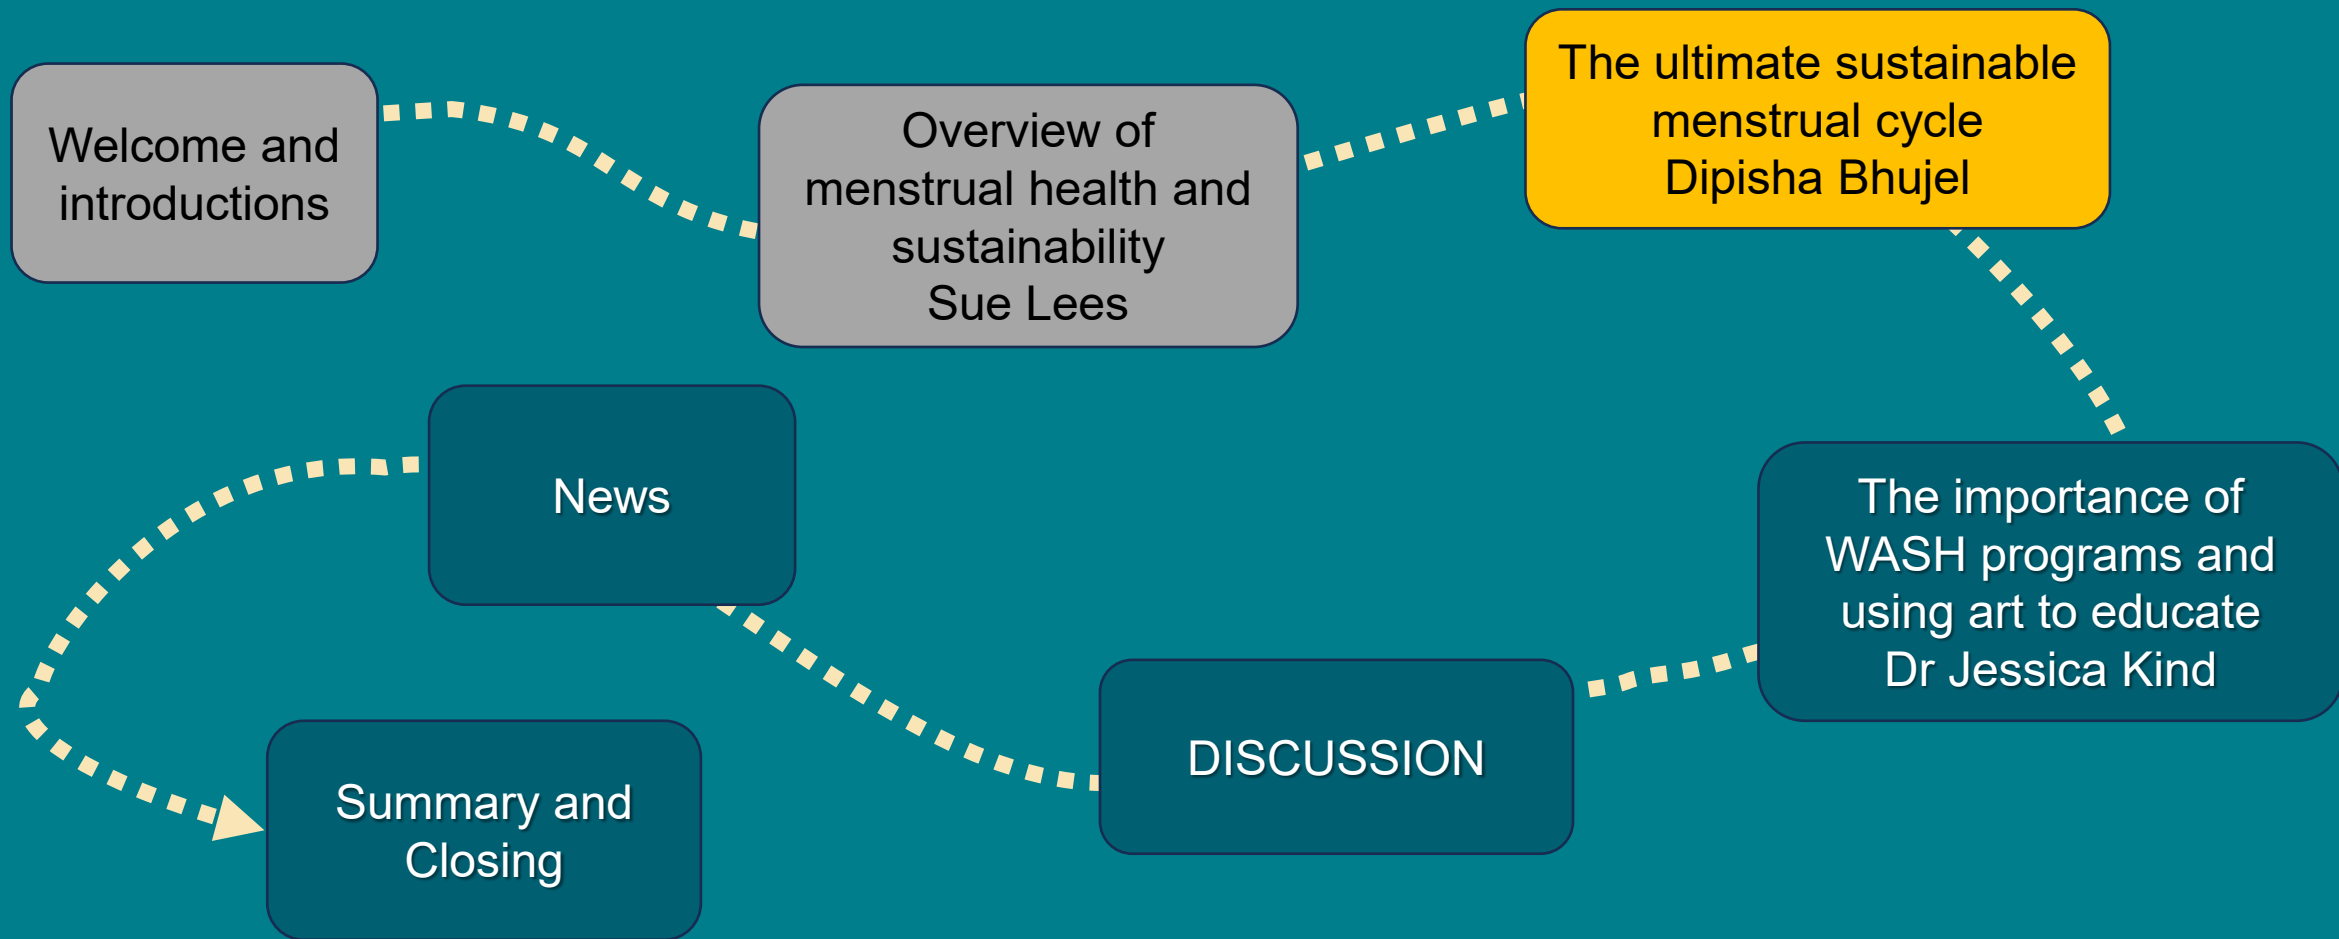 Welcome and
introductions
Overview of
menstrual health and
sustainability
Sue Lees
The ultimate sustainable
menstrual cycle
Dipisha Bhujel
The importance of
WASH programs and
using art to educate
Dr Jessica Kind
DISCUSSION
News
Summary and
Closing